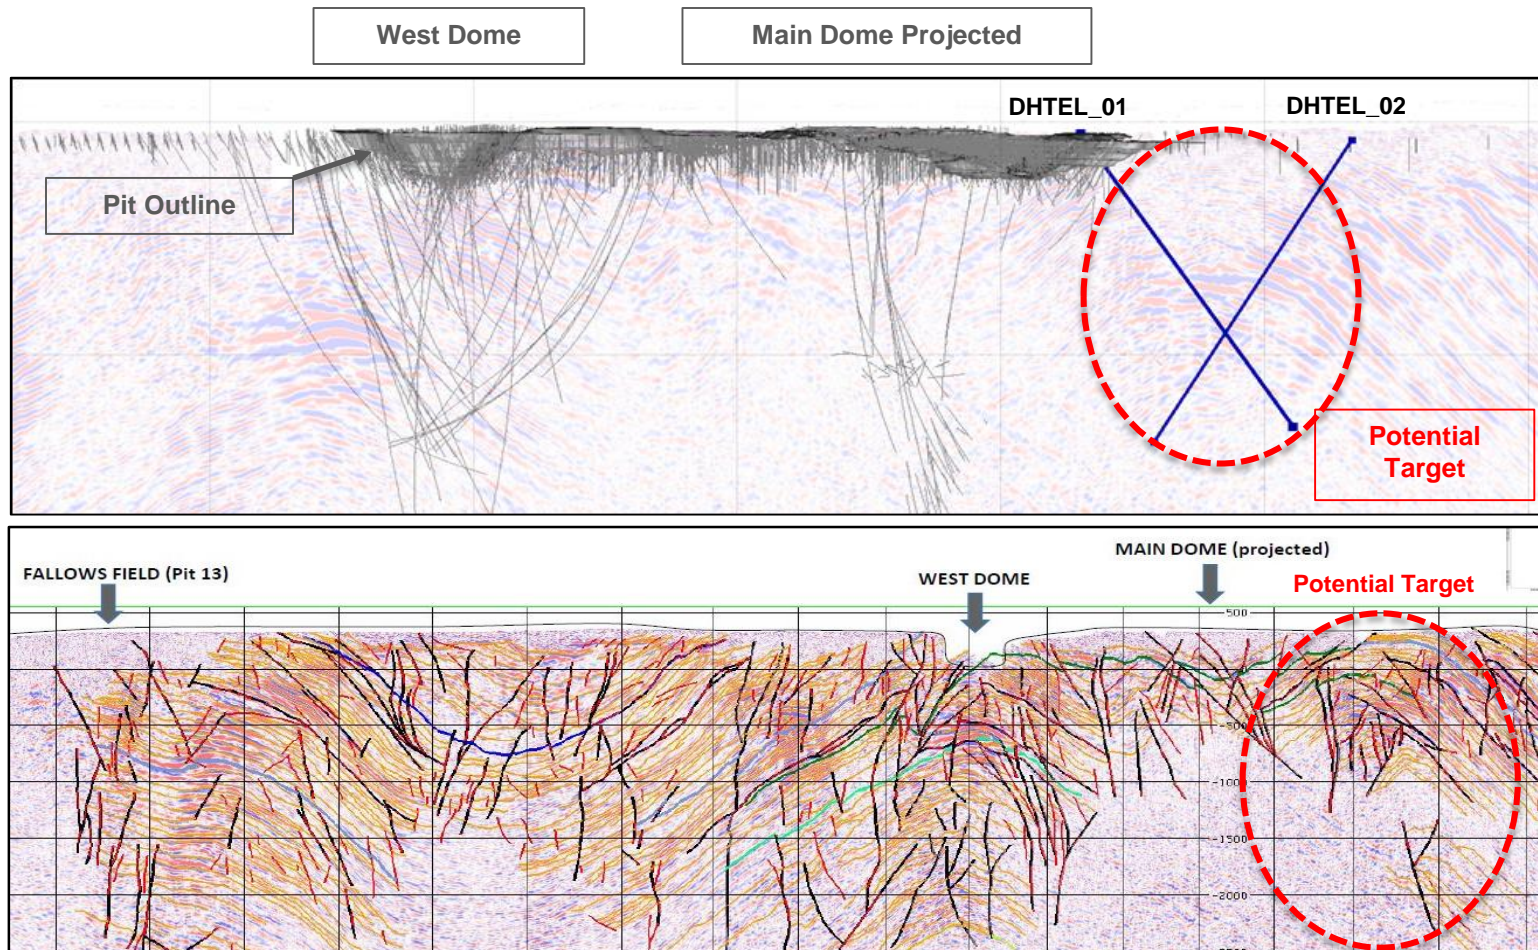 West Dome
Main Dome Projected
DHTEL_01
DHTEL_02
Pit Outline
Potential
Target
FALLOWS FIELD (Pit 13)
WEST DOME
MAIN DOME (projected)
Potential Target
500
-500
-1000
-1500
-2000